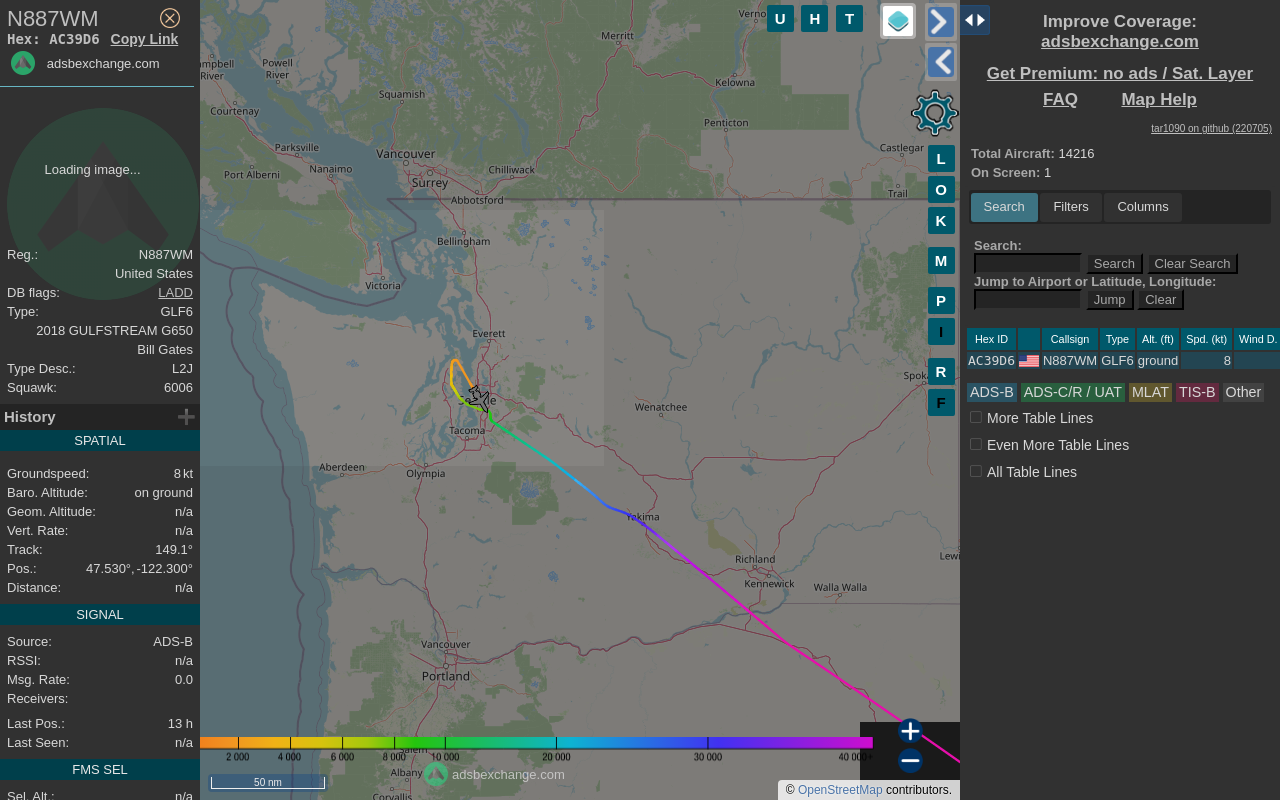 N887WM
Hex: AC39D6 Copy Link
adsbexchange.com
Loading image...
Reg.: N887WM
United States
DB flags: LADD
Type: GLF6
2018 GULFSTREAM G650
Bill Gates
Type Desc.: L2J
Squawk: 6006
History
SPATIAL
Groundspeed: 8 kt
Baro. Altitude: on ground
Geom. Altitude: n/a
Vert. Rate: n/a
Track: 149.1°
Pos.: 47.530°, -122.300°
Distance: n/a
SIGNAL
Source: ADS-B
RSSI: n/a
Msg. Rate: 0.0
Receivers:
Last Pos.: 13 h
Last Seen: n/a
FMS SEL
Sel. Alt.: n/a
Merritt
Powell
River
River
Squamish
Kelowna
Courtenay
Penticton
Parksville
Vancouver
Castlegar
Port Alberni
Nanaimo
Chilliwack
Surrey
Trail
Abbotsford
Bellingham
Victoria
Everett
Wenatchee
Tacoma
Aberdeen
Olympia
Yakima
Richland
Kennewick
Walla Walla
Vancouver
Portland
Albany
Corvallis
U H T
L
O
K
M
P
I
R
F
2 000 4 000 6 000 8 000 10 000 20 000 30 000 40 000+
50 nm
adsbexchange.com
© OpenStreetMap contributors.
Improve Coverage:
adsbexchange.com
Get Premium: no ads / Sat. Layer
FAQ Map Help
tar1090 on github (220705)
Total Aircraft: 14216
On Screen: 1
Search Filters Columns
Search:
Search Clear Search
Jump to Airport or Latitude, Longitude:
Jump Clear
Hex ID Callsign Type Alt. (ft) Spd. (kt) Wind D.
AC39D6 N887WM GLF6 ground 8
ADS-B ADS-C/R / UAT MLAT TIS-B Other
More Table Lines
Even More Table Lines
All Table Lines